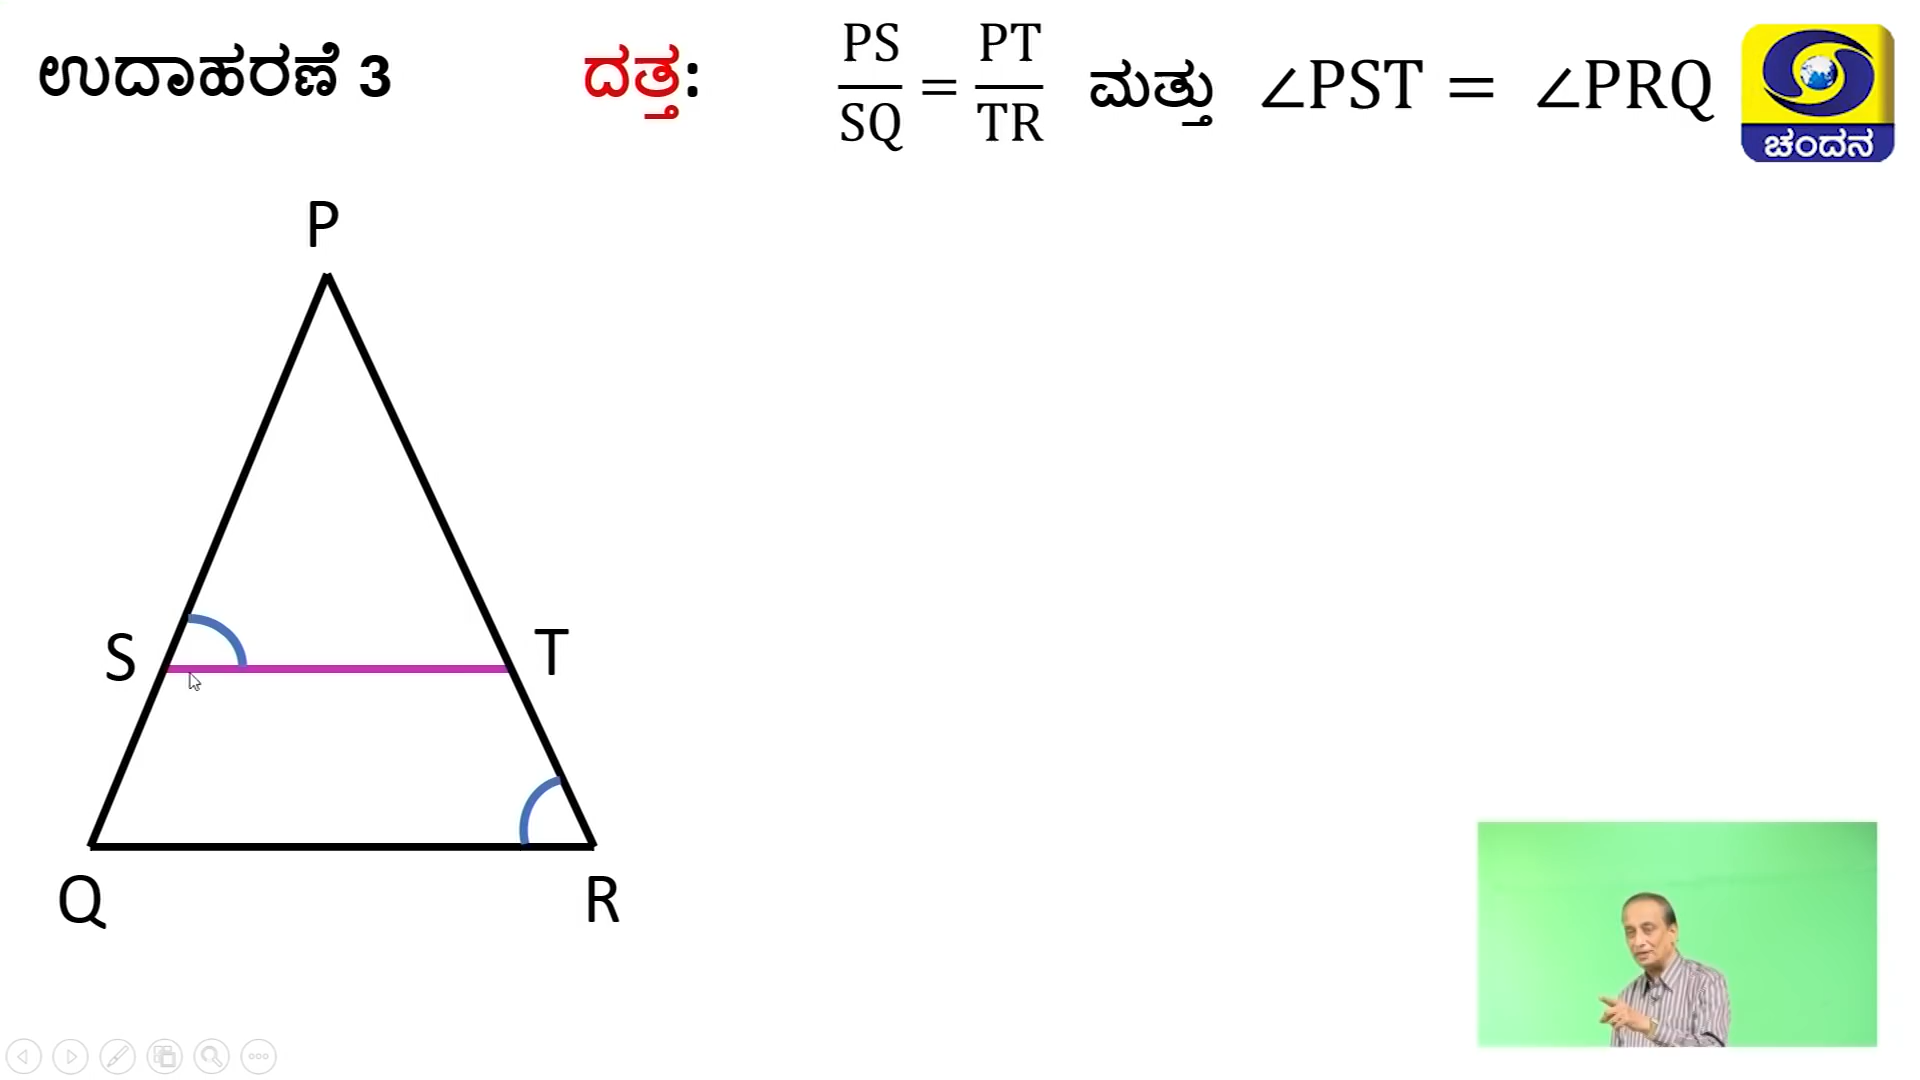 ಉದಾಹರಣೆ 3 ದತ್ತ: PS/SQ = PT/TR ಮತ್ತು ∠PST = ∠PRQ
ಚಂದನ
P
S T
Q R